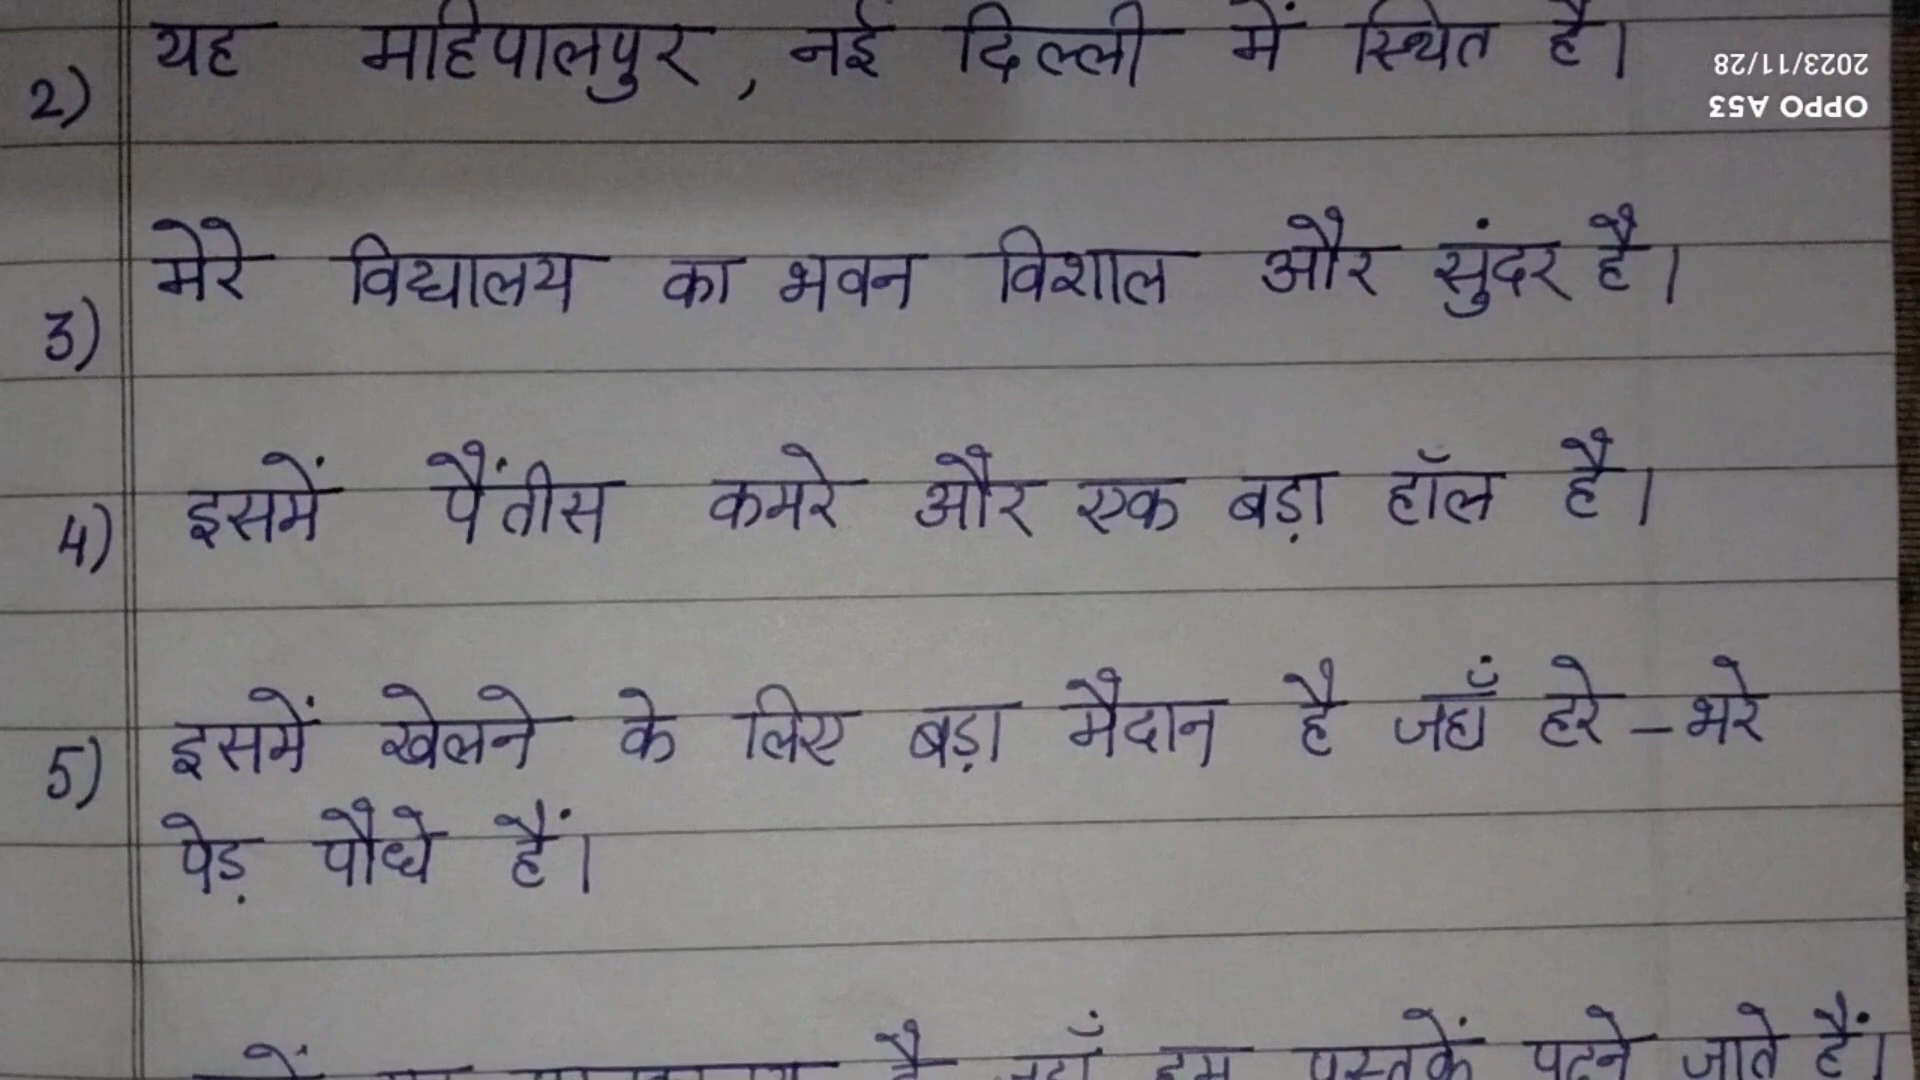 2) यह महिपालपुर, नई दिल्ली में स्थित है।
2023/11/28
OPPO A53
3) मेरे विद्यालय का भवन विशाल और सुंदर है।
4) इसमें पैंतीस कमरे और एक बड़ा हॉल है।
5) इसमें खेलने के लिए बड़ा मैदान है जहाँ हरे - भरे
पेड़ पौधे हैं।
है जहाँ हम पुस्तकें पढ़ने जाते हैं।